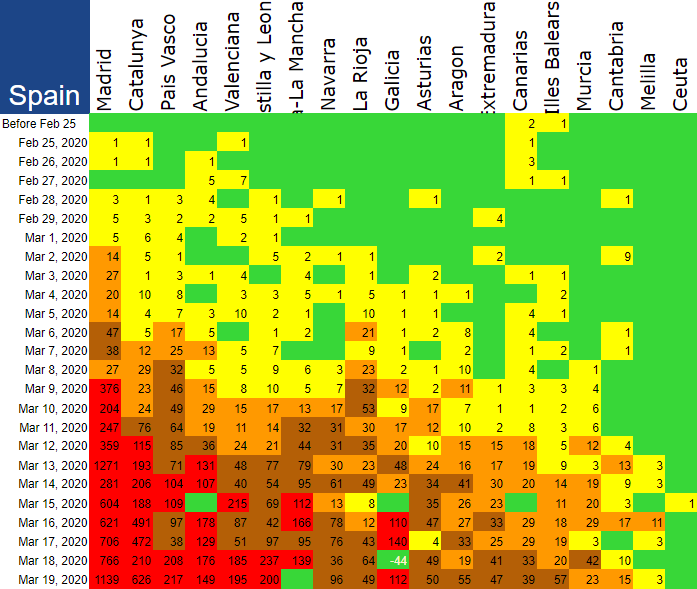 Spain
Madrid Catalunya Pais Vasco Andalucia Valenciana stilla y Leon a-La Mancha Navarra La Rioja Galicia Asturias Aragon Extremadura Canarias Illes Balears Murcia Cantabria Melilla Ceuta
Before Feb 25 2 1
Feb 25, 2020 1 1 1 1
Feb 26, 2020 1 1 1 3
Feb 27, 2020 5 7 1 1
Feb 28, 2020 3 1 3 4 1 1 1 1
Feb 29, 2020 5 3 2 2 5 1 1 4
Mar 1, 2020 5 6 4 2 1
Mar 2, 2020 14 5 1 5 2 1 1 2 9
Mar 3, 2020 27 1 3 1 4 4 1 2 1 1
Mar 4, 2020 20 10 8 3 3 5 1 5 1 1 1 2
Mar 5, 2020 14 4 7 3 10 2 1 10 1 1 4 1
Mar 6, 2020 47 5 17 5 1 2 21 1 2 8 4 1
Mar 7, 2020 38 12 25 13 5 7 9 1 2 1 2 1
Mar 8, 2020 27 29 32 5 5 9 6 3 23 2 1 10 4 1
Mar 9, 2020 376 23 46 15 8 10 5 7 32 12 2 11 1 3 3 4
Mar 10, 2020 204 24 49 29 15 17 13 17 53 9 17 7 1 1 2 6
Mar 11, 2020 247 76 64 19 11 14 32 31 30 17 12 10 2 8 3 6
Mar 12, 2020 359 115 85 36 24 21 44 31 35 20 10 15 15 18 5 12 4
Mar 13, 2020 1271 193 71 131 48 77 79 30 23 48 24 16 17 19 9 3 13 3
Mar 14, 2020 281 206 104 107 40 54 95 61 49 23 34 41 30 20 14 19 9 3
Mar 15, 2020 604 188 109 215 69 112 13 8 35 26 23 11 20 3 1
Mar 16, 2020 621 491 97 178 87 42 166 78 12 110 47 27 33 29 18 29 17 11
Mar 17, 2020 706 472 38 129 51 97 95 76 43 140 4 33 25 29 19 3 3
Mar 18, 2020 766 210 208 176 185 237 139 36 64 -44 49 19 41 33 20 42 10
Mar 19, 2020 1139 626 217 149 195 200 96 49 112 50 55 47 39 57 23 15 3